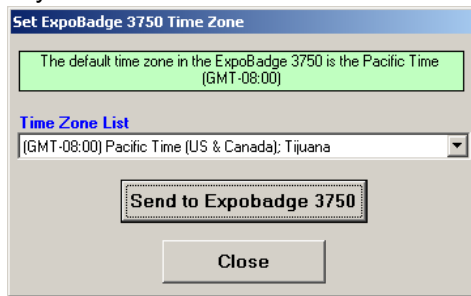 Set ExpoBadge 3750 Time Zone
The default time zone in the ExpoBadge 3750 is the Pacific Time
(GMT-08:00)
Time Zone List
(GMT-08:00) Pacific Time (US & Canada); Tijuana
Send to Expobadge 3750
Close